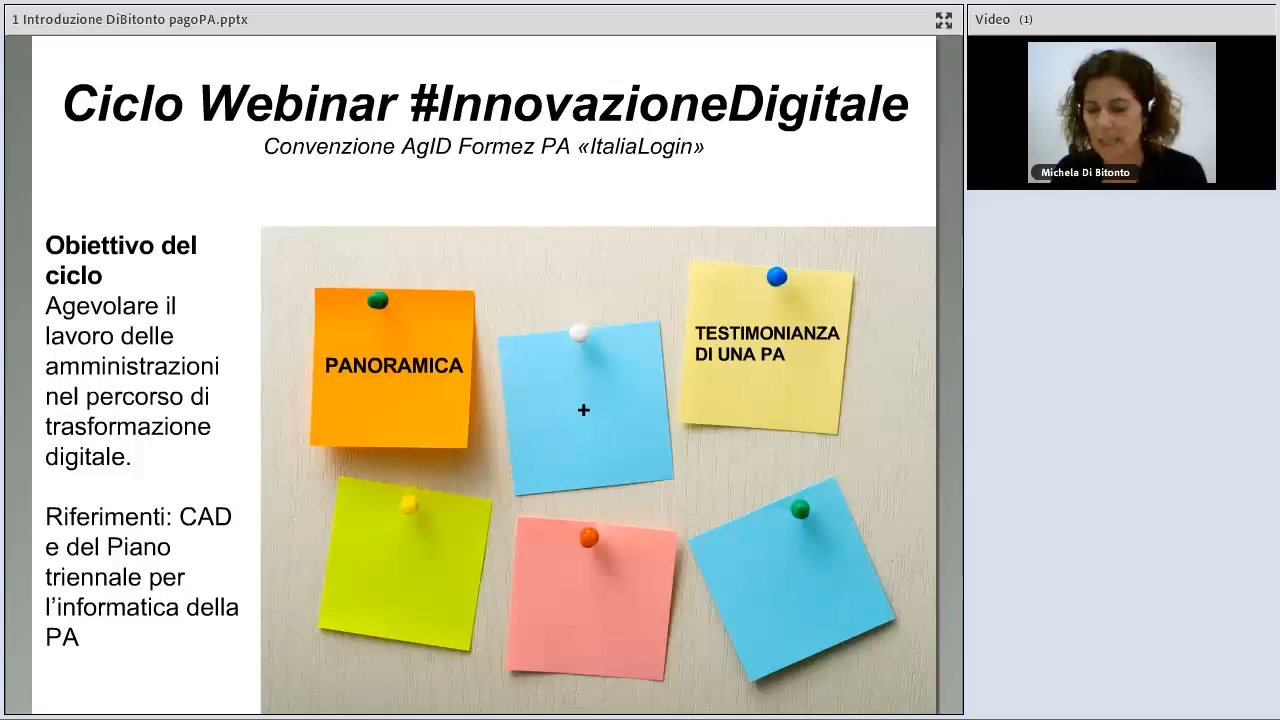 1 Introduzione DiBitonto pagoPA.pptx
Video (1)
Michela Di Bitonto
Ciclo Webinar #InnovazioneDigitale
Convenzione AgID Formez PA «ItaliaLogin»
Obiettivo del
ciclo
Agevolare il
lavoro delle
amministrazioni
nel percorso di
trasformazione
digitale.
Riferimenti: CAD
e del Piano
triennale per
l’informatica della
PA
PANORAMICA
+
TESTIMONIANZA
DI UNA PA